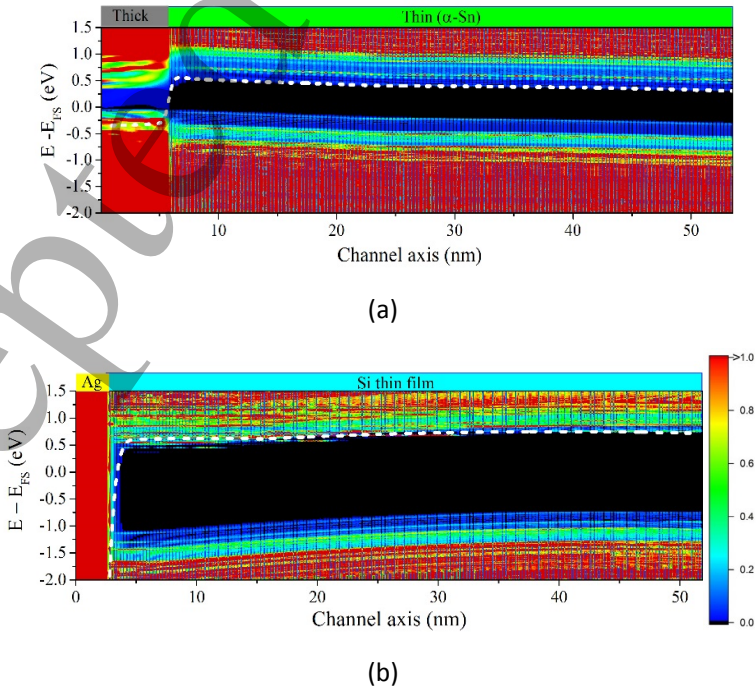 Thick Thin (α-Sn)
1.5
1.0
0.5
0.0
-0.5
-1.0
-1.5
-2.0
E -E_FS (eV)
10 20 30 40 50
Channel axis (nm)
(a)
Ag Si thin film
1.5
1.0
0.5
0.0
-0.5
-1.0
-1.5
-2.0
E – E_FS (eV)
0 10 20 30 40 50
Channel axis (nm)
>1.0
0.8
0.6
0.4
0.2
0.0
(b)